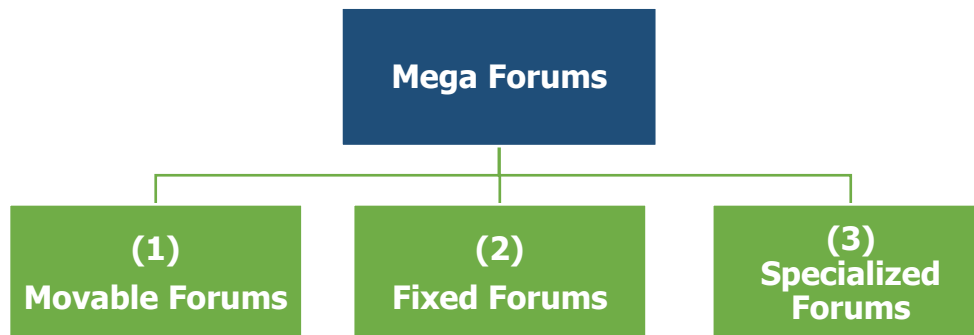 Mega Forums
(1)
Movable Forums
(2)
Fixed Forums
(3)
Specialized
Forums